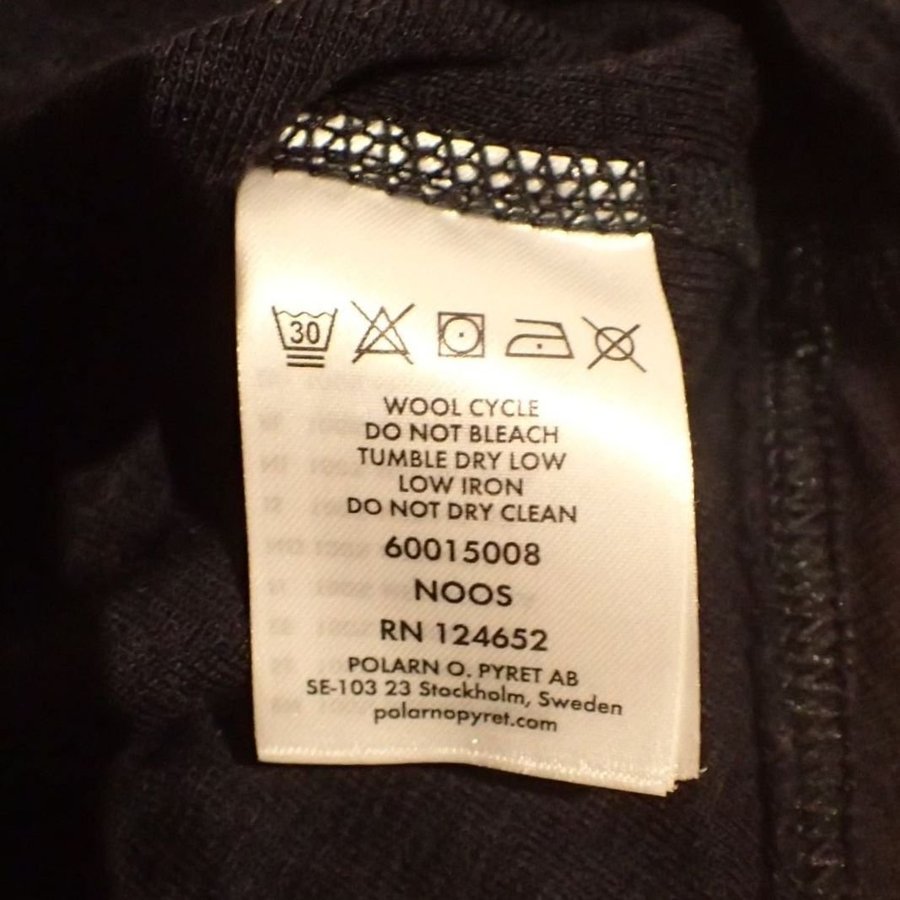 30
WOOL CYCLE
DO NOT BLEACH
TUMBLE DRY LOW
LOW IRON
DO NOT DRY CLEAN
60015008
NOOS
RN 124652
POLARN O. PYRET AB
SE-103 23 Stockholm, Sweden
polarnopyret.com